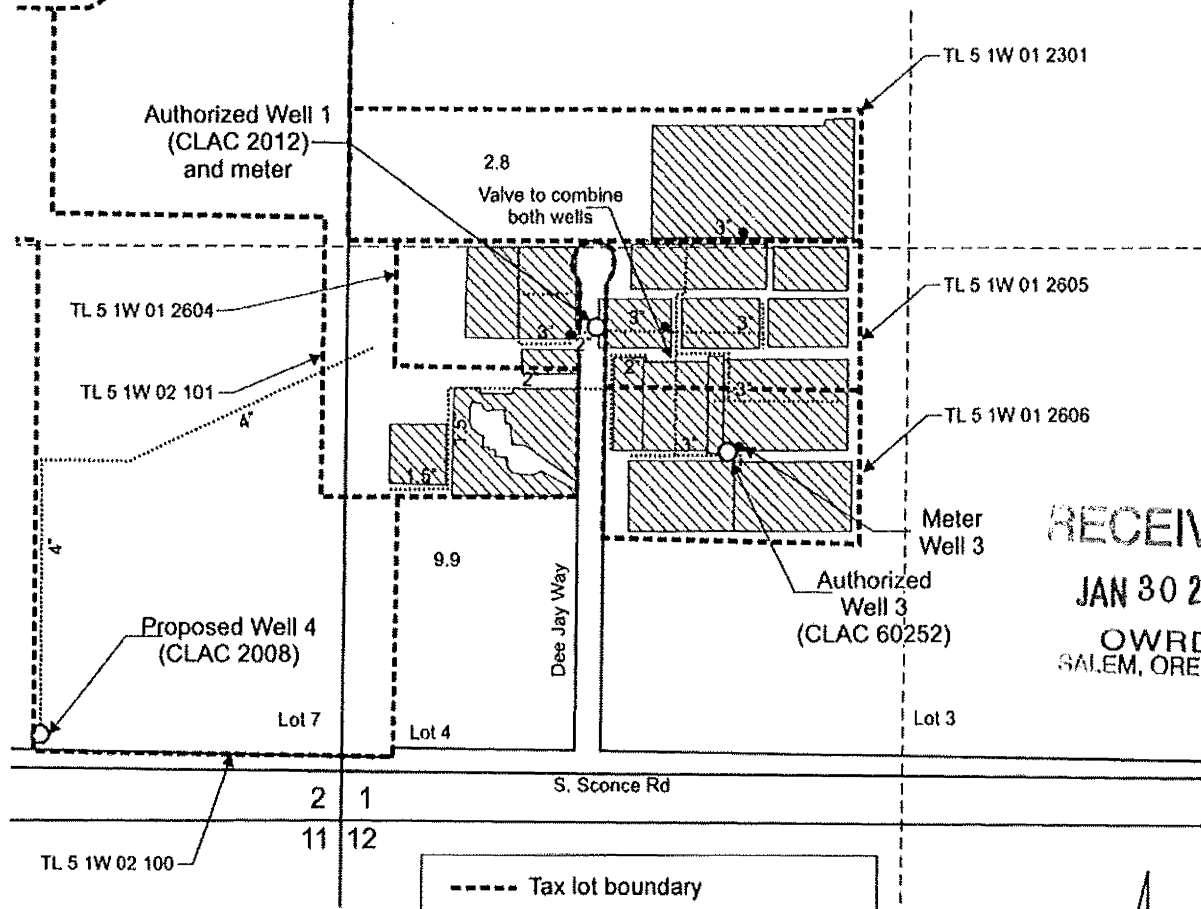 TL 5 1W 01 2301
Authorized Well 1
(CLAC 2012)
and meter
2.8
Valve to combine
both wells
3"
TL 5 1W 01 2604
TL 5 1W 01 2605
3"
2"
3"
3"
TL 5 1W 02 101
2"
2"
3"
4"
1.5"
TL 5 1W 01 2606
3"
1.5"
4"
Meter
Well 3
9.9
Authorized
Well 3
(CLAC 60252)
Dee Jay Way
Proposed Well 4
(CLAC 2008)
Lot 7
Lot 4
Lot 3
JAN 30 2
SALEM, ORE
S. Sconce Rd
2 1
11 12
TL 5 1W 02 100
Tax lot boundary